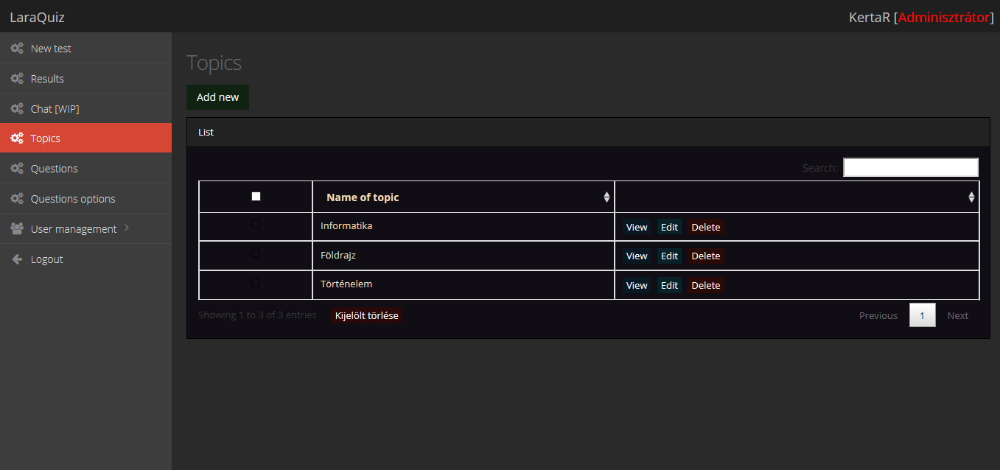 LaraQuiz
KertaR [Adminisztrátor]
New test
Results
Chat [WIP]
Topics
Questions
Questions options
User management
Logout
Topics
Add new
List
Search:
Name of topic
Informatika View Edit Delete
Földrajz View Edit Delete
Történelem View Edit Delete
Showing 1 to 3 of 3 entries Kijelölt törlése Previous 1 Next